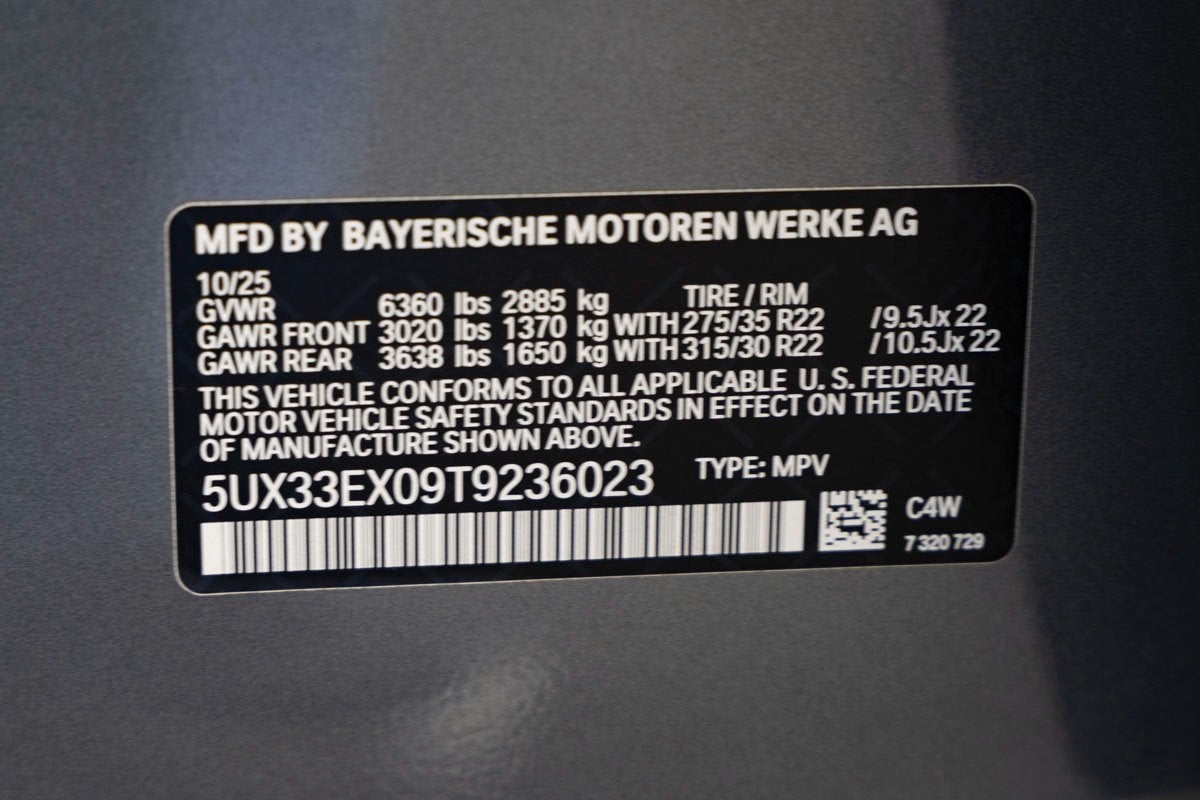 MFD BY BAYERISCHE MOTOREN WERKE AG
10/25
TIRE / RIM
GVWR 6360 lbs 2885 kg
GAWR FRONT 3020 lbs 1370 kg WITH 275/35 R22 /9.5Jx 22
GAWR REAR 3638 lbs 1650 kg WITH 315/30 R22 /10.5Jx 22
THIS VEHICLE CONFORMS TO ALL APPLICABLE U. S. FEDERAL
MOTOR VEHICLE SAFETY STANDARDS IN EFFECT ON THE DATE
OF MANUFACTURE SHOWN ABOVE.
5UX33EX09T9236023 TYPE: MPV
C4W
7 320 729